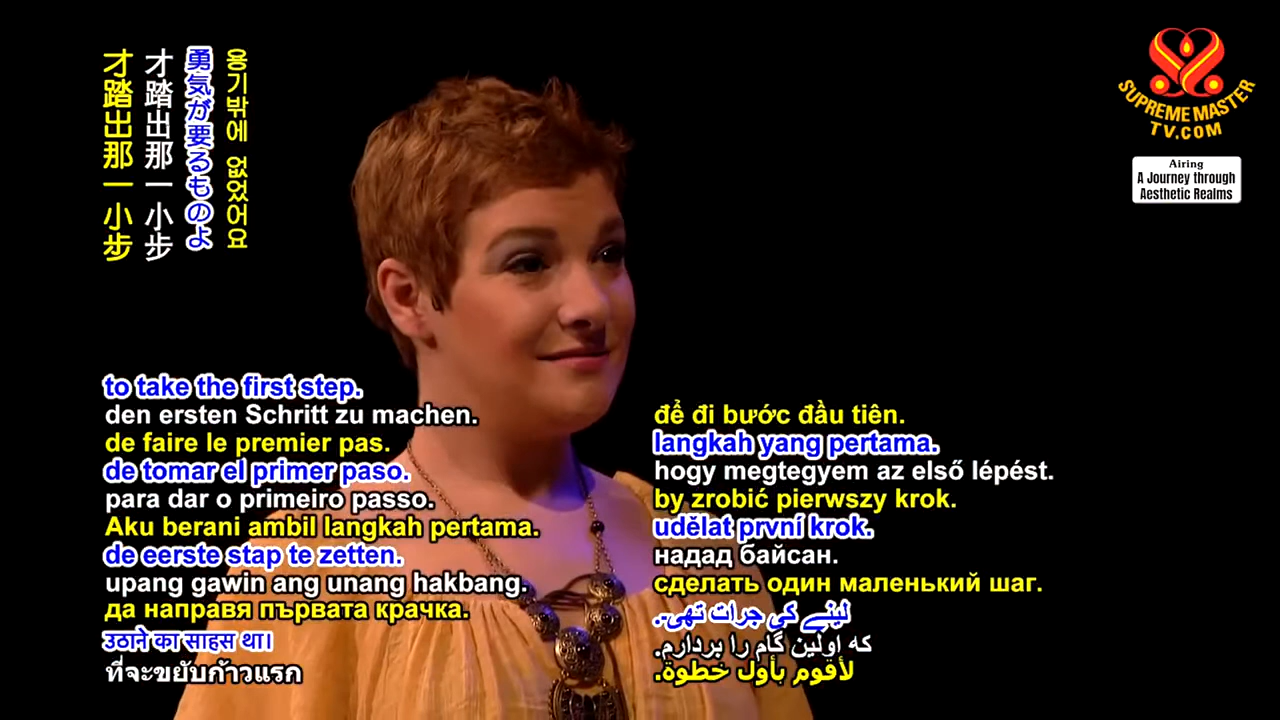 용기밖에 없었어요
勇気が要るものよ
才踏出那一小步
才踏出那一小步
SUPREME MASTER
TV.COM
Airing
A Journey through
Aesthetic Realms
to take the first step.
den ersten Schritt zu machen.
de faire le premier pas.
de tomar el primer paso.
para dar o primeiro passo.
Aku berani ambil langkah pertama.
de eerste stap te zetten.
upang gawin ang unang hakbang.
да направя първата крачка.
उठाने का साहस था।
ที่จะขยับก้าวแรก
để đi bước đầu tiên.
langkah yang pertama.
hogy megtegyem az első lépést.
by zrobić pierwszy krok.
udělat první krok.
надад байсан.
сделать один маленький шаг.
لینے کی جرات تھی۔.
که اولین گام را بردارم.
لأقوم بأول خطوة.